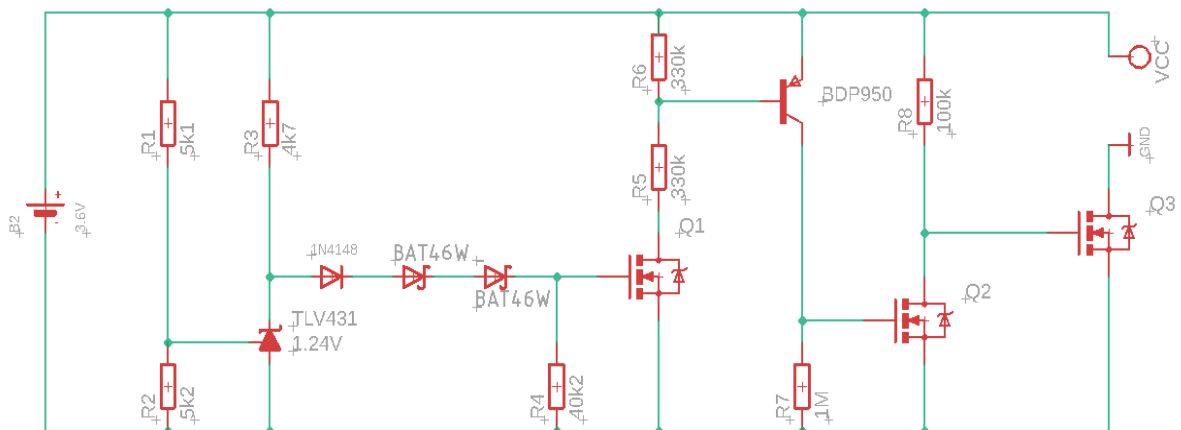 B2
3.6V
+
-
R1
5k1
R2
5k2
R3
4k7
TLV431
1.24V
1N4148
BAT46W
BAT46W
R4
40k2
R6
330k
R5
330k
Q1
BDP950
R7
1M
R8
100k
Q2
Q3
VCC
GND